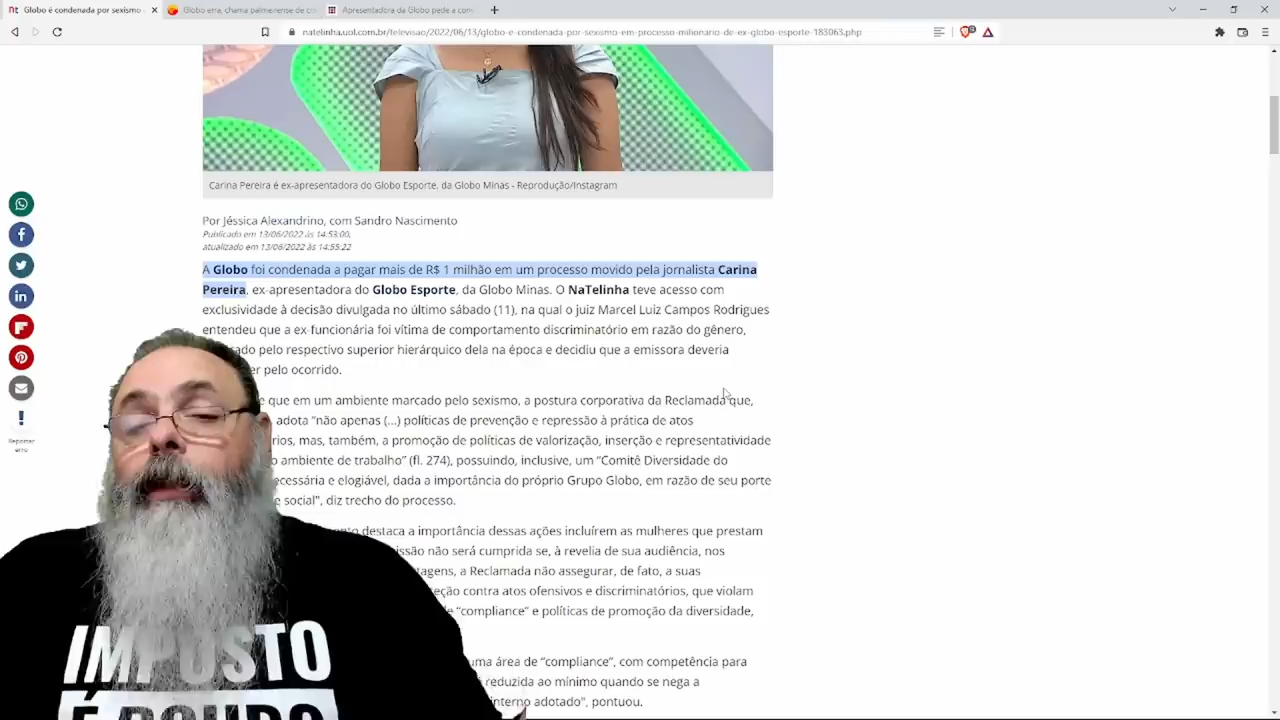 Globo é condenada por sexismo
Globo erra, chama palmeirense de co
Apresentadora da Globo pede a con
natelinha.uol.com.br/televisao/2022/06/13/globo-e-condenada-por-sexismo-em-processo-milionario-de-ex-globo-esporte-183063.php
Carina Pereira é ex-apresentadora do Globo Esporte, da Globo Minas - Reprodução/Instagram
Por Jéssica Alexandrino, com Sandro Nascimento
Publicado em 13/06/2022 às 14:53:00,
atualizado em 13/06/2022 às 14:55:22
A Globo foi condenada a pagar mais de R$ 1 milhão em um processo movido pela jornalista Carina
Pereira, ex-apresentadora do Globo Esporte, da Globo Minas. O NaTelinha teve acesso com
exclusividade à decisão divulgada no último sábado (11), na qual o juiz Marcel Luiz Campos Rodrigues
entendeu que a ex-funcionária foi vítima de comportamento discriminatório em razão do gênero,
pelo respectivo superior hierárquico dela na época e decidiu que a emissora deveria
pelo ocorrido.
que em um ambiente marcado pelo sexismo, a postura corporativa da Reclamada que,
adota "não apenas (...) políticas de prevenção e repressão à prática de atos
mas, também, a promoção de políticas de valorização, inserção e representatividade
ambiente de trabalho" (fl. 274), possuindo, inclusive, um "Comitê Diversidade do
e elogiável, dada a importância do próprio Grupo Globo, em razão de seu porte
e social", diz trecho do processo.
destaca a importância dessas ações incluírem as mulheres que prestam
não será cumprida se, à revelia de sua audiência, nos
a Reclamada não assegurar, de fato, a suas
contra atos ofensivos e discriminatórios, que violam
de "compliance" e políticas de promoção da diversidade,
uma área de "compliance", com competência para
reduzida ao mínimo quando se nega a
interno adotado", pontuou.
Reportar
erro
IMPOSTO
É ROUBO